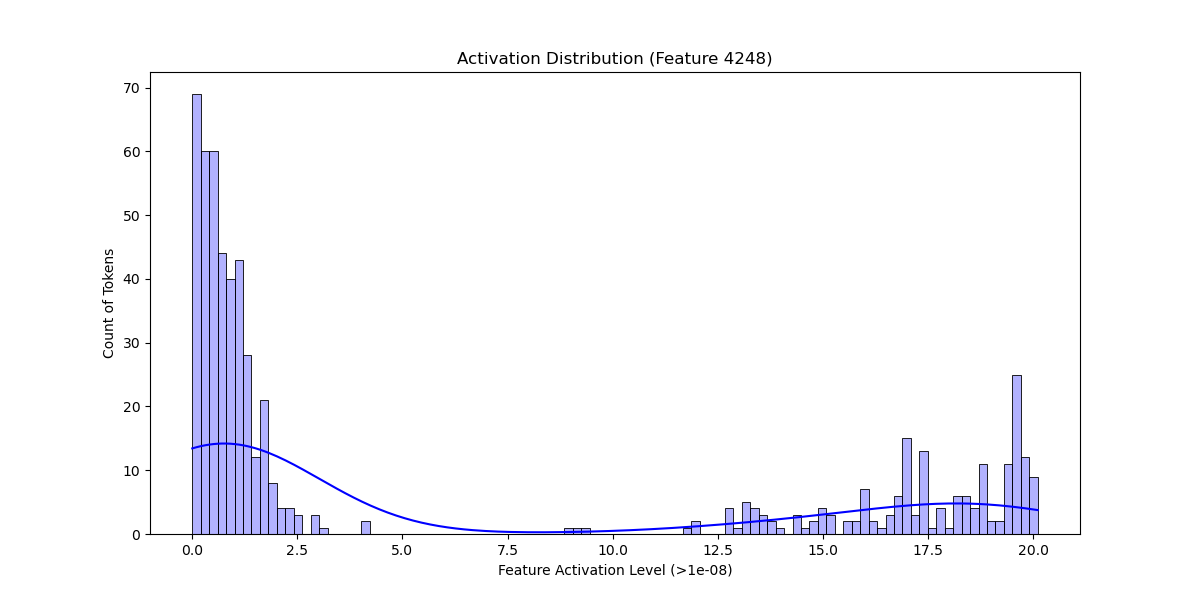 Activation Distribution (Feature 4248)
Count of Tokens
70
60
50
40
30
20
10
0
0.0 2.5 5.0 7.5 10.0 12.5 15.0 17.5 20.0
Feature Activation Level (>1e-08)